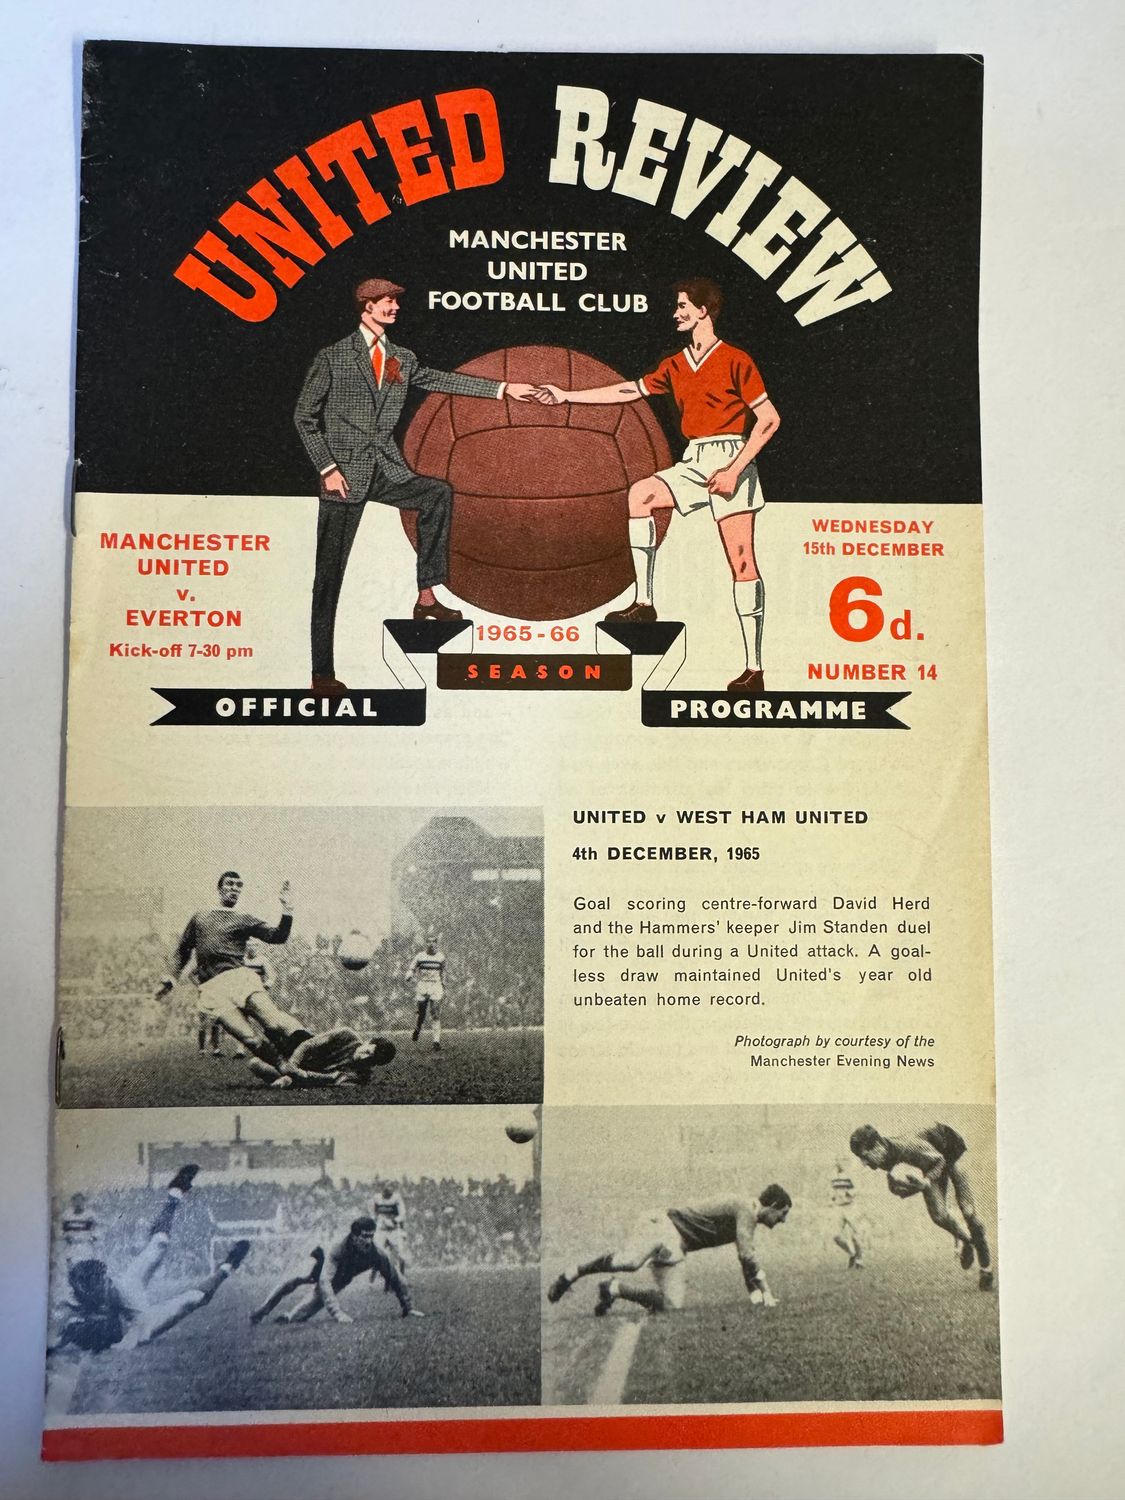 UNITED REVIEW
MANCHESTER
UNITED
FOOTBALL CLUB
MANCHESTER
UNITED
v.
EVERTON
Kick-off 7-30 pm
WEDNESDAY
15th DECEMBER
6d.
NUMBER 14
1965-66
SEASON
OFFICIAL
PROGRAMME
UNITED v WEST HAM UNITED
4th DECEMBER, 1965
Goal scoring centre-forward David Herd
and the Hammers' keeper Jim Standen duel
for the ball during a United attack. A goal-
less draw maintained United's year old
unbeaten home record.
Photograph by courtesy of the
Manchester Evening News